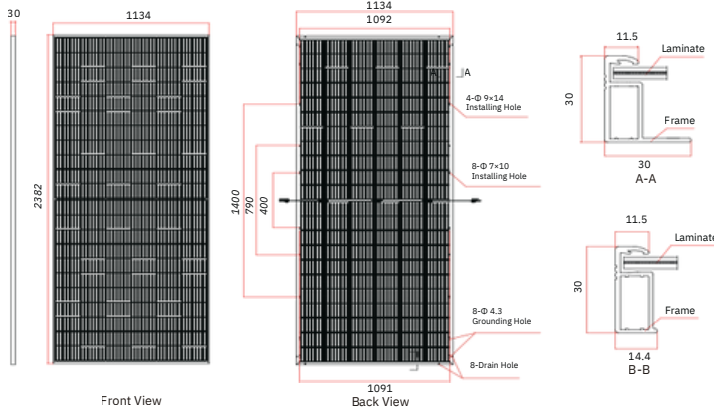 30
1134
2382
Front View
1134
1092
A
A
4-Φ 9×14
Installing Hole
8-Φ 7×10
Installing Hole
1400
790
400
8-Φ 4.3
Grounding Hole
8-Drain Hole
1091
Back View
11.5
Laminate
30
Frame
30
A-A
11.5
Laminate
30
Frame
14.4
B-B